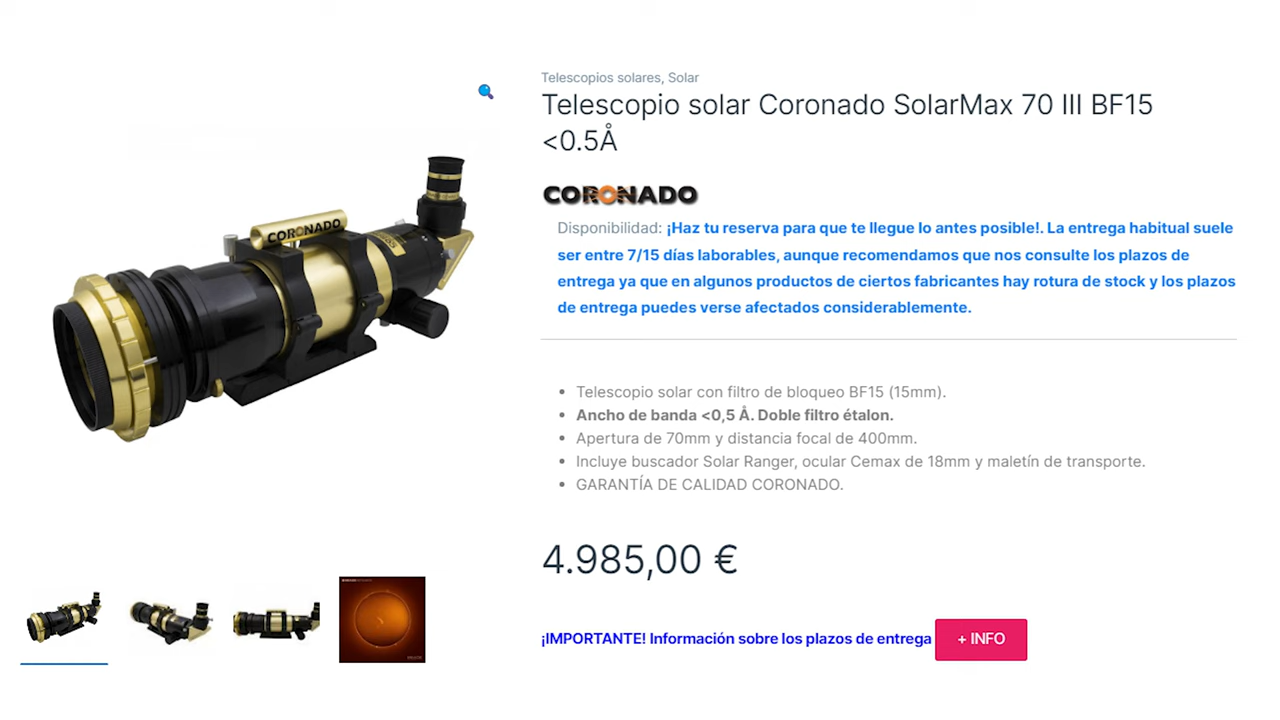 Telescopios solares, Solar
Telescopio solar Coronado SolarMax 70 III BF15
<0.5Å
CORONADO
CORONADO
Disponibilidad: ¡Haz tu reserva para que te llegue lo antes posible!. La entrega habitual suele
ser entre 7/15 días laborables, aunque recomendamos que nos consulte los plazos de
entrega ya que en algunos productos de ciertos fabricantes hay rotura de stock y los plazos
de entrega puedes verse afectados considerablemente.
• Telescopio solar con filtro de bloqueo BF15 (15mm).
• Ancho de banda <0,5 Å. Doble filtro étalon.
• Apertura de 70mm y distancia focal de 400mm.
• Incluye buscador Solar Ranger, ocular Cemax de 18mm y maletín de transporte.
• GARANTÍA DE CALIDAD CORONADO.
4.985,00 €
¡IMPORTANTE! Información sobre los plazos de entrega + INFO